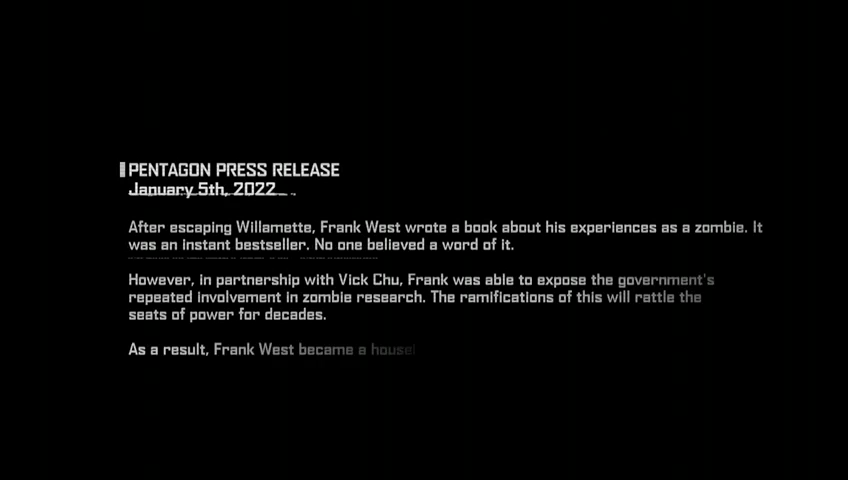 PENTAGON PRESS RELEASE
January 5th, 2022
After escaping Willamette, Frank West wrote a book about his experiences as a zombie. It
was an instant bestseller. No one believed a word of it.
However, in partnership with Vick Chu, Frank was able to expose the government's
repeated involvement in zombie research. The ramifications of this will rattle the
seats of power for decades.
As a result, Frank West became a